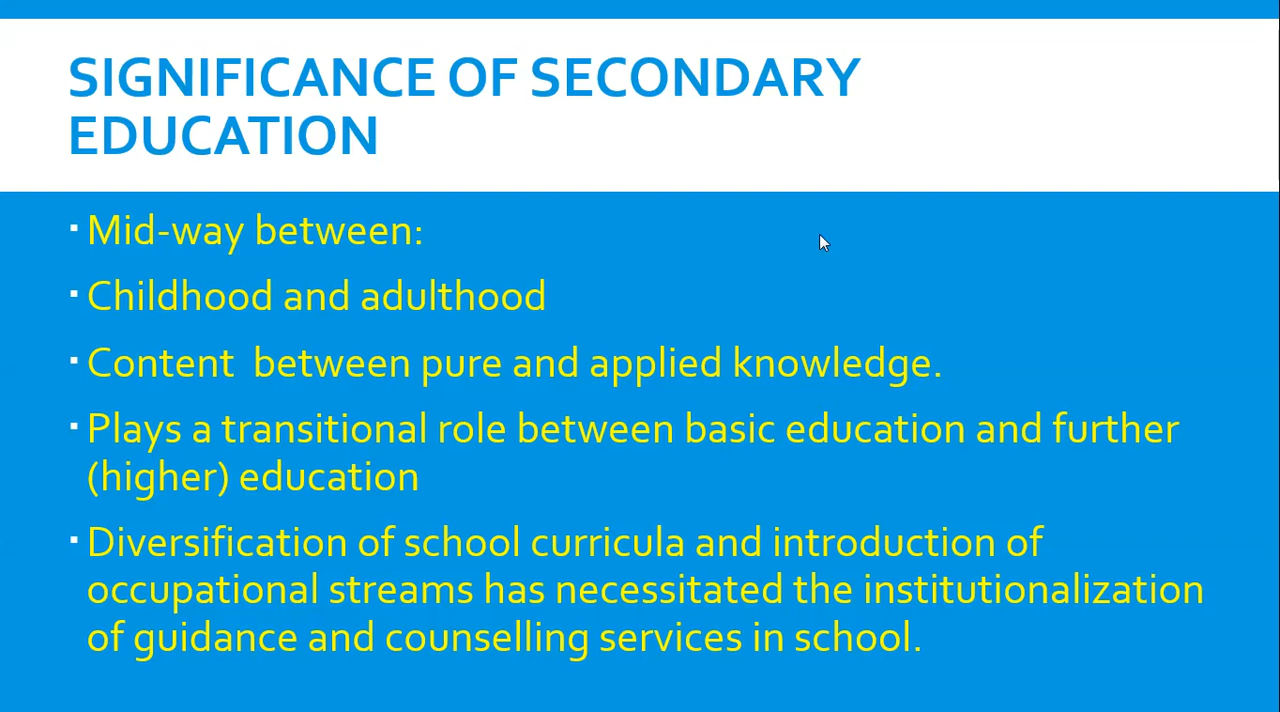 SIGNIFICANCE OF SECONDARY
EDUCATION
▪ Mid-way between:
▪ Childhood and adulthood
▪ Content  between pure and applied knowledge.
▪ Plays a transitional role between basic education and further
(higher) education
▪ Diversification of school curricula and introduction of
occupational streams has necessitated the institutionalization
of guidance and counselling services in school.